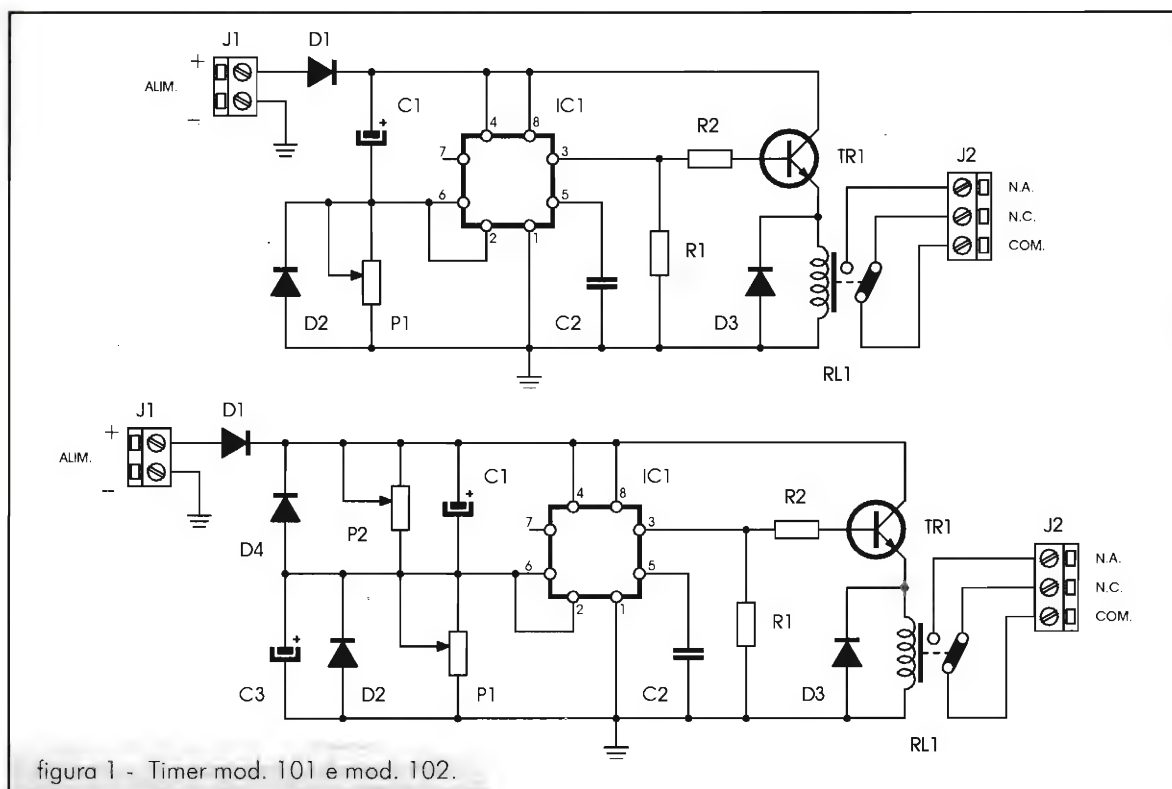 J1
D1
+
ALIM.
–
C1
IC1
4
8
7
3
6
5
2
1
R2
TR1
J2
N.A.
N.C.
COM.
R1
D2
P1
C2
D3
RL1
J1
D1
+
ALIM.
–
C1
IC1
P2
D4
4
8
7
3
6
5
2
1
R2
TR1
J2
N.A.
N.C.
COM.
R1
C3
D2
P1
C2
D3
RL1
figura 1 - Timer mod. 101 e mod. 102.